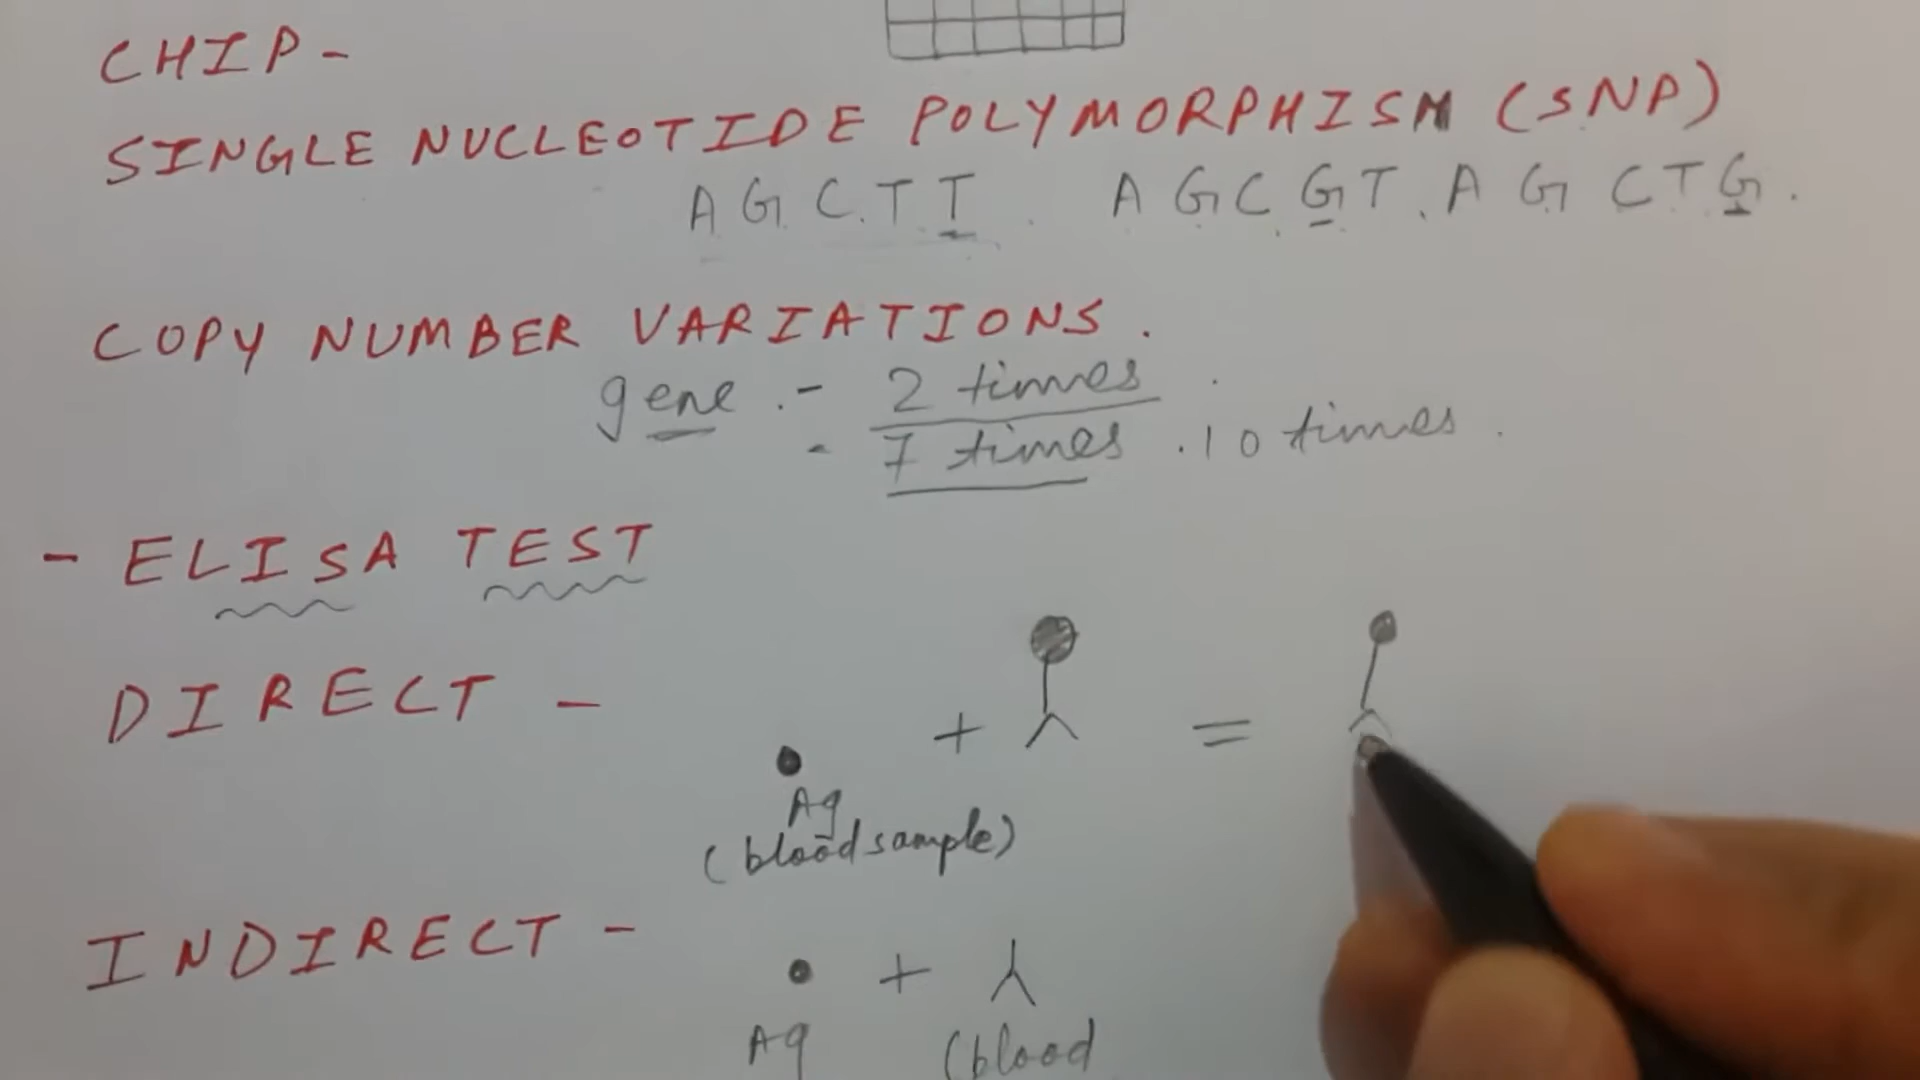 CHIP -
SINGLE NUCLEOTIDE POLYMORPHISM (SNP)
AGCTT. AGCGT. AGCTG.
COPY NUMBER VARIATIONS.
gene .- 2 times.
- 7 times .10 times.
- ELISA TEST
DIRECT - + =
Ag
(blood sample)
INDIRECT - +
Ag (blood